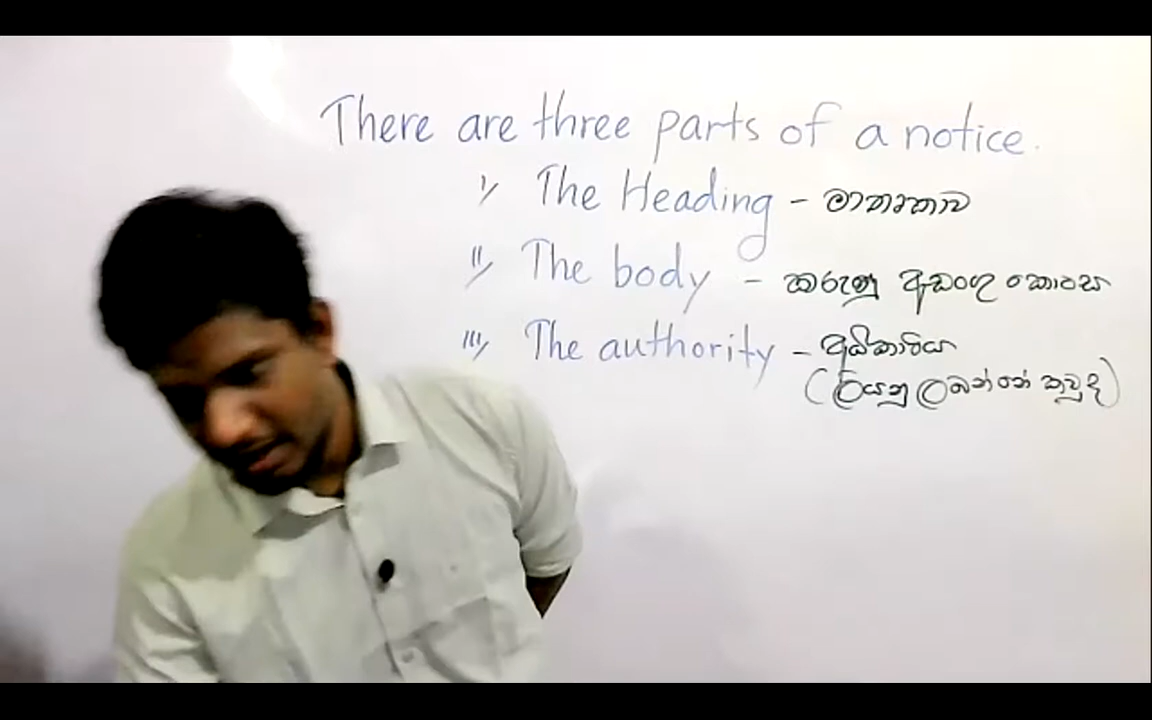 There are three parts of a notice.
i/ The Heading - මාතෘකාව
ii/ The body - කරුණු ඇඩංගු කොටස
iii/ The authority - අධිකාරිය
(ලියනු ලබන්නේ කවුද)